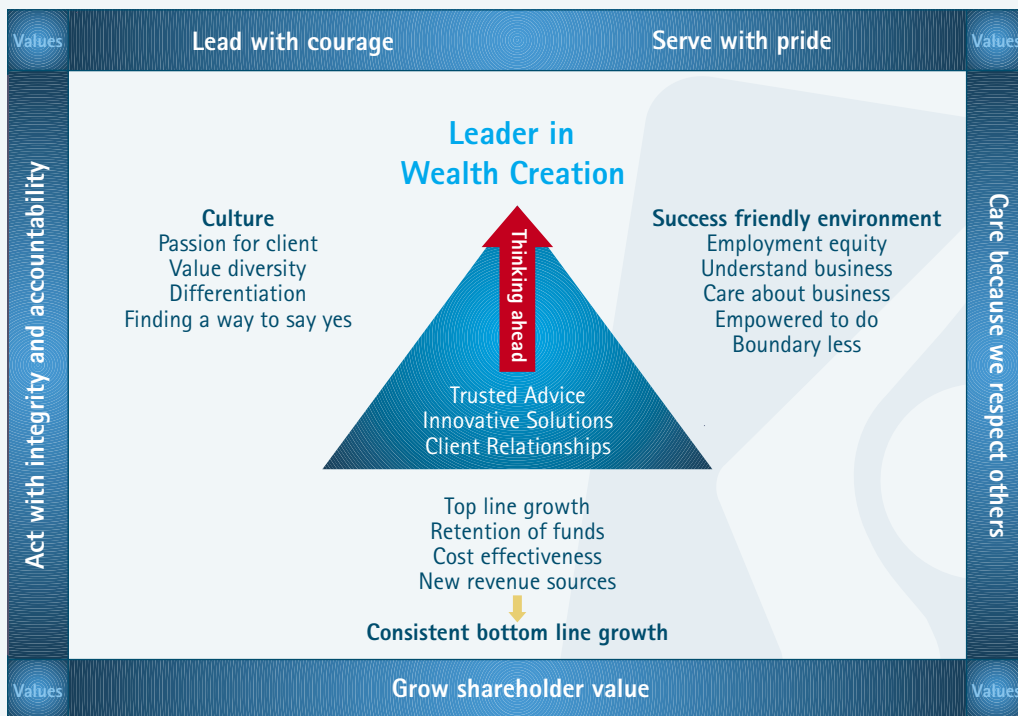 Values
Lead with courage
Serve with pride
Values
Act with integrity and accountability
Leader in
Wealth Creation
Culture
Passion for client
Value diversity
Differentiation
Finding a way to say yes
Thinking ahead
Success friendly environment
Employment equity
Understand business
Care about business
Empowered to do
Boundary less
Trusted Advice
Innovative Solutions
Client Relationships
Top line growth
Retention of funds
Cost effectiveness
New revenue sources
Consistent bottom line growth
Care because we respect others
Values
Grow shareholder value
Values